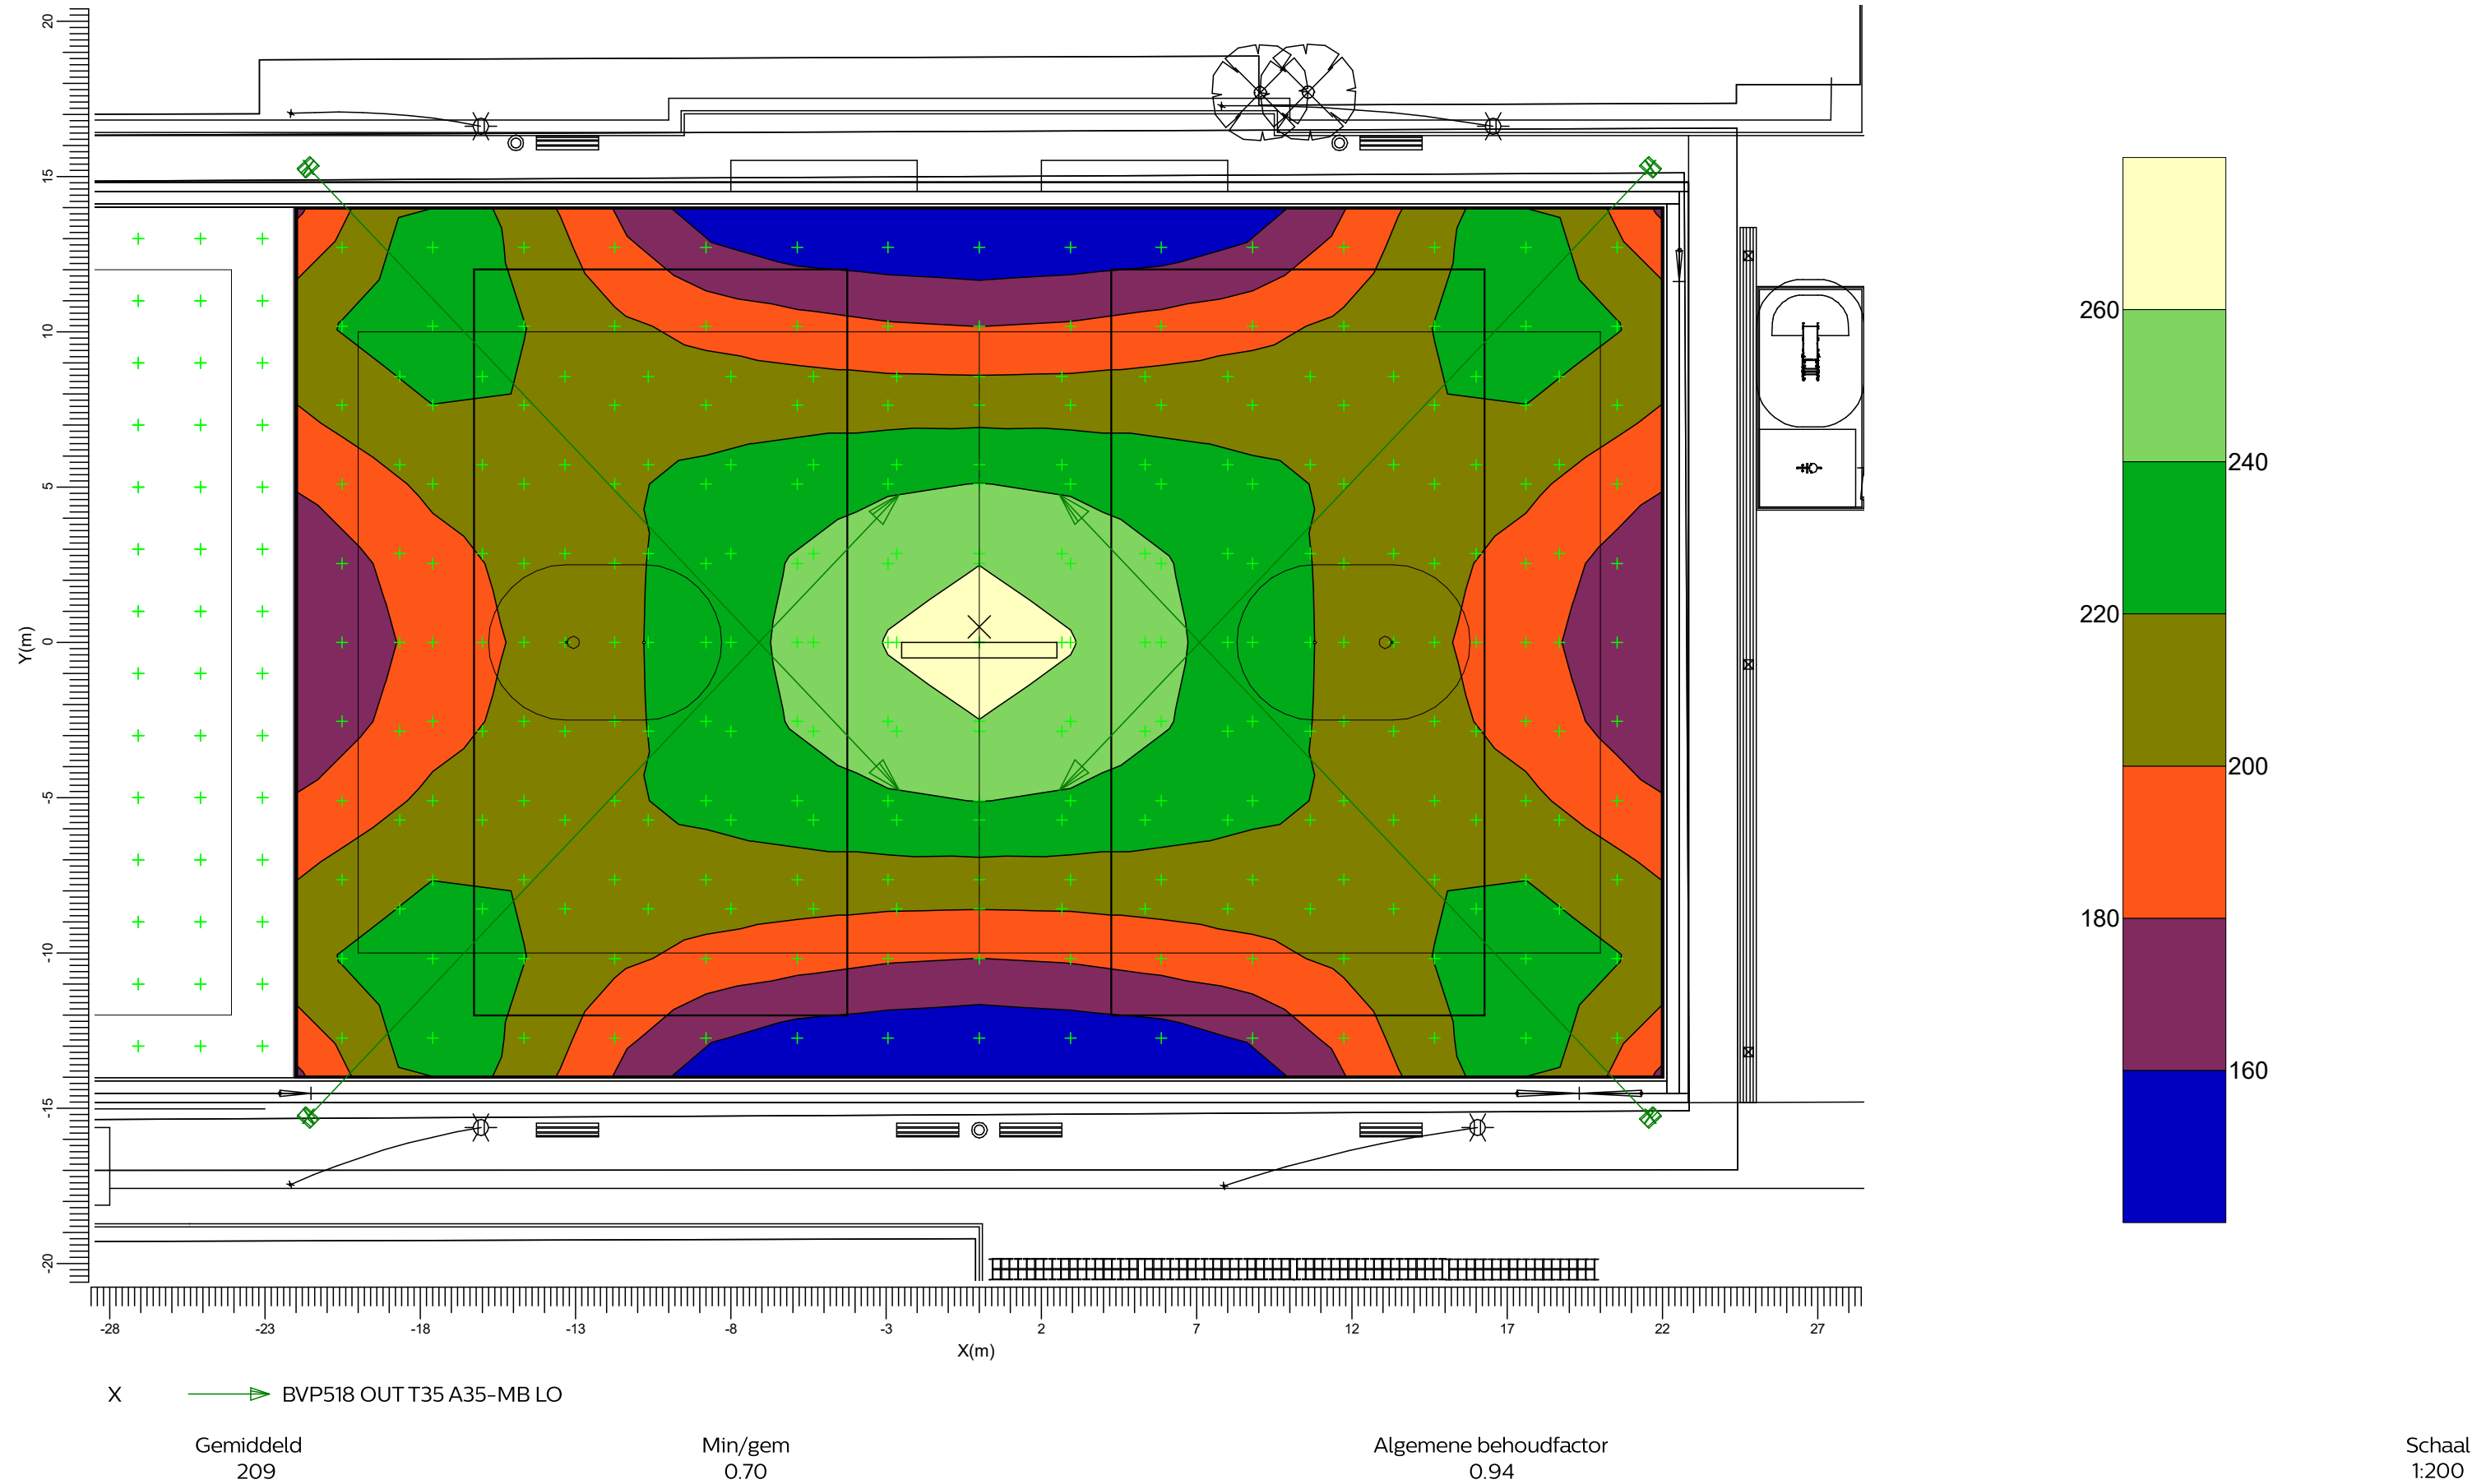 20
15
10
5
0
-5
-10
-15
-20
Y(m)
260
240
220
200
180
160
-28 -23 -18 -13 -8 -3 2 7 12 17 22 27
X(m)
X BVP518 OUT T35 A35-MB LO
Gemiddeld Min/gem Algemene behoudfactor Schaal
209 0.70 0.94 1:200